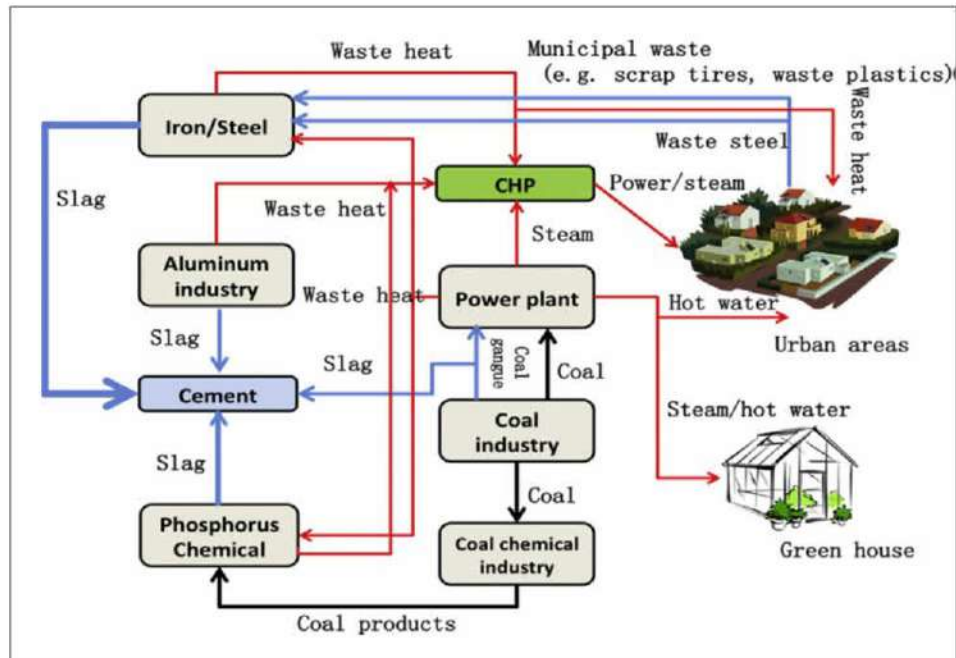 Waste heat
Municipal waste
(e.g. scrap tires, waste plastics)
Iron/Steel
Waste steel
Waste heat
Slag
CHP
Power/steam
Waste heat
Steam
Aluminum
industry
Waste heat
Power plant
Hot water
Urban areas
Slag
Slag
Coal
gangue
Coal
Cement
Coal
industry
Steam/hot water
Slag
Coal
Phosphorus
Chemical
Coal chemical
industry
Green house
Coal products